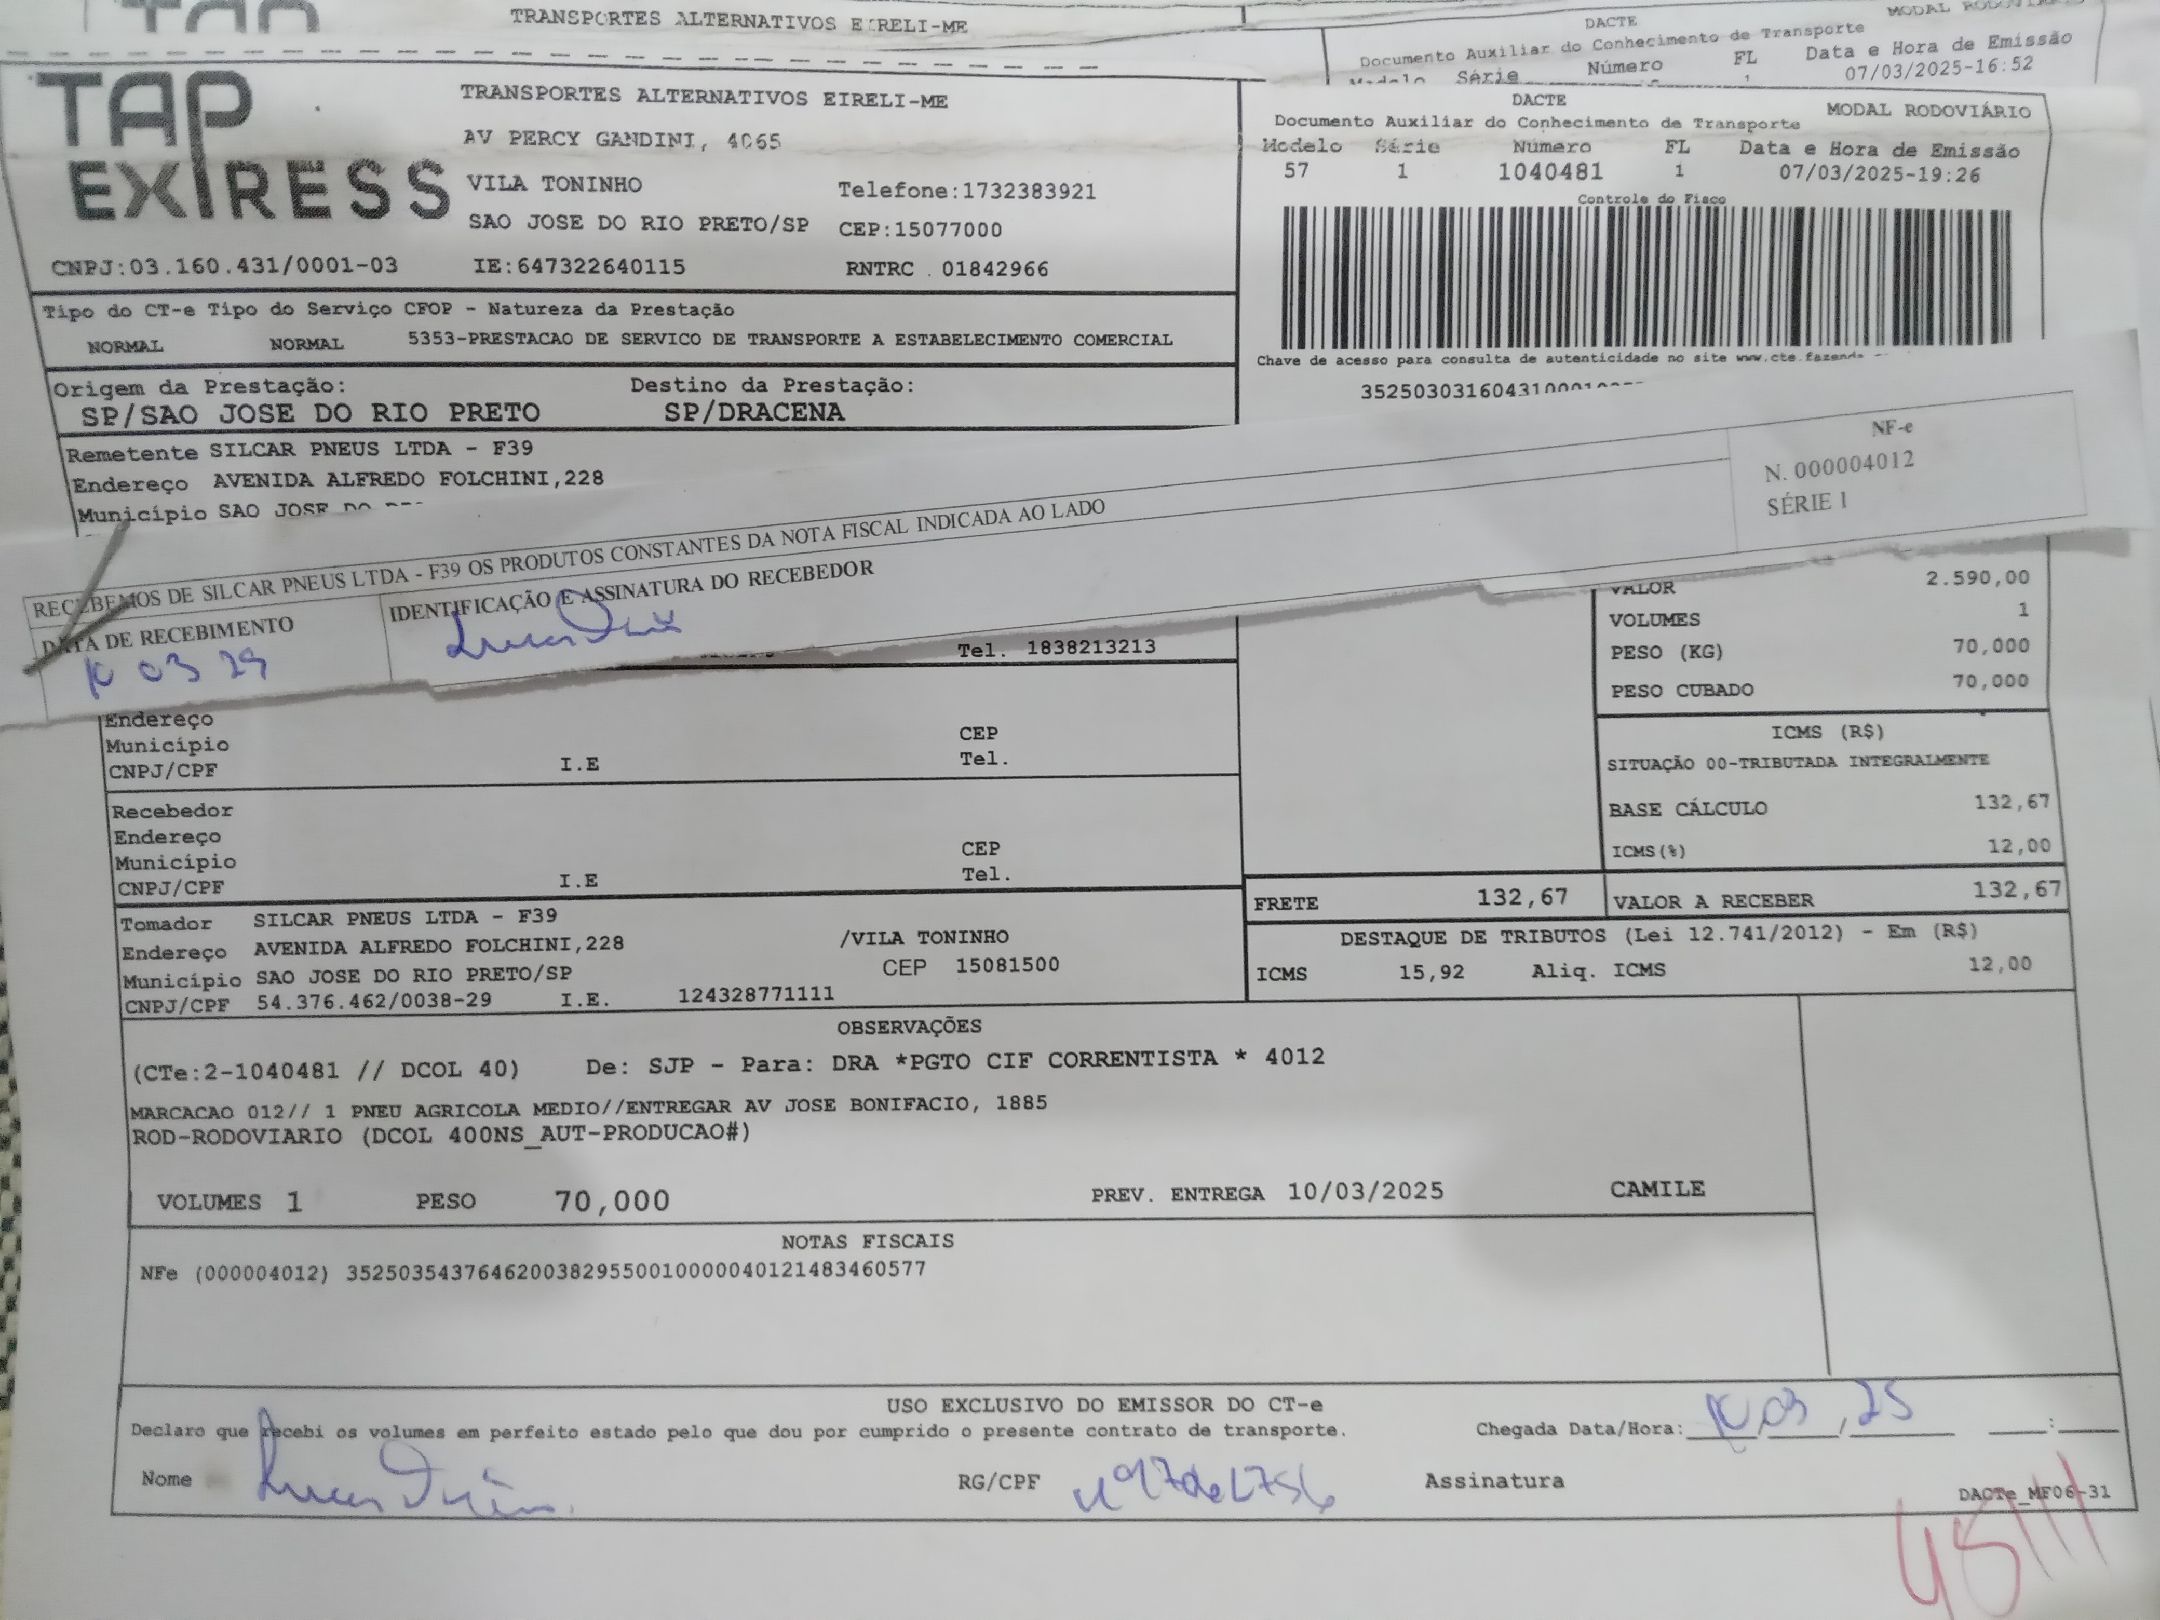 TRANSPORTES ALTERNATIVOS EIRELI-ME
DACTE
MODAL
Documento Auxiliar do Conhecimento de Transporte
Série Número FL Data e Hora de Emissão
07/03/2025-16:52
TAP EXPRESS
TRANSPORTES ALTERNATIVOS EIRELI-ME
AV PERCY GANDINI, 4065
VILA TONINHO Telefone:1732383921
SAO JOSE DO RIO PRETO/SP CEP:15077000
CNPJ:03.160.431/0001-03 IE:647322640115 RNTRC . 01842966
DACTE MODAL RODOVIÁRIO
Documento Auxiliar do Conhecimento de Transporte
Modelo Série Número FL Data e Hora de Emissão
57 1 1040481 1 07/03/2025-19:26
Controle do Fisco
Chave de acesso para consulta de autenticidade no site www.cte.fazenda
Tipo do CT-e Tipo do Serviço CFOP - Natureza da Prestação
NORMAL NORMAL 5353-PRESTACAO DE SERVICO DE TRANSPORTE A ESTABELECIMENTO COMERCIAL
Origem da Prestação: Destino da Prestação:
SP/SAO JOSE DO RIO PRETO SP/DRACENA
Remetente SILCAR PNEUS LTDA - F39
Endereço AVENIDA ALFREDO FOLCHINI,228
Município SAO JOSE DO
NF-e
N. 000004012
SÉRIE 1
RECEBEMOS DE SILCAR PNEUS LTDA - F39 OS PRODUTOS CONSTANTES DA NOTA FISCAL INDICADA AO LADO
DATA DE RECEBIMENTO IDENTIFICAÇÃO E ASSINATURA DO RECEBEDOR
Tel. 1838213213
VALOR 2.590,00
VOLUMES 1
PESO (KG) 70,000
PESO CUBADO 70,000
Endereço
Município CEP
CNPJ/CPF I.E Tel.
ICMS (R$)
SITUAÇÃO 00-TRIBUTADA INTEGRALMENTE
BASE CÁLCULO 132,67
ICMS(%) 12,00
Recebedor
Endereço
Município CEP
CNPJ/CPF I.E Tel.
FRETE 132,67 VALOR A RECEBER 132,67
Tomador SILCAR PNEUS LTDA - F39
Endereço AVENIDA ALFREDO FOLCHINI,228 /VILA TONINHO
Município SAO JOSE DO RIO PRETO/SP CEP 15081500
CNPJ/CPF 54.376.462/0038-29 I.E. 124328771111
DESTAQUE DE TRIBUTOS (Lei 12.741/2012) - Em (R$)
ICMS 15,92 Aliq. ICMS 12,00
OBSERVAÇÕES
(CTe:2-1040481 // DCOL 40) De: SJP - Para: DRA *PGTO CIF CORRENTISTA * 4012
MARCACAO 012// 1 PNEU AGRICOLA MEDIO//ENTREGAR AV JOSE BONIFACIO, 1885
ROD-RODOVIARIO (DCOL 400NS_AUT-PRODUCAO#)
VOLUMES 1 PESO 70,000 PREV. ENTREGA 10/03/2025 CAMILE
NOTAS FISCAIS
NFe (000004012) 35250354376462003829550010000040121483460577
USO EXCLUSIVO DO EMISSOR DO CT-e
Declaro que recebi os volumes em perfeito estado pelo que dou por cumprido o presente contrato de transporte. Chegada Data/Hora: 10,03,25
Nome RG/CPF Assinatura
DACTe_MF06-31